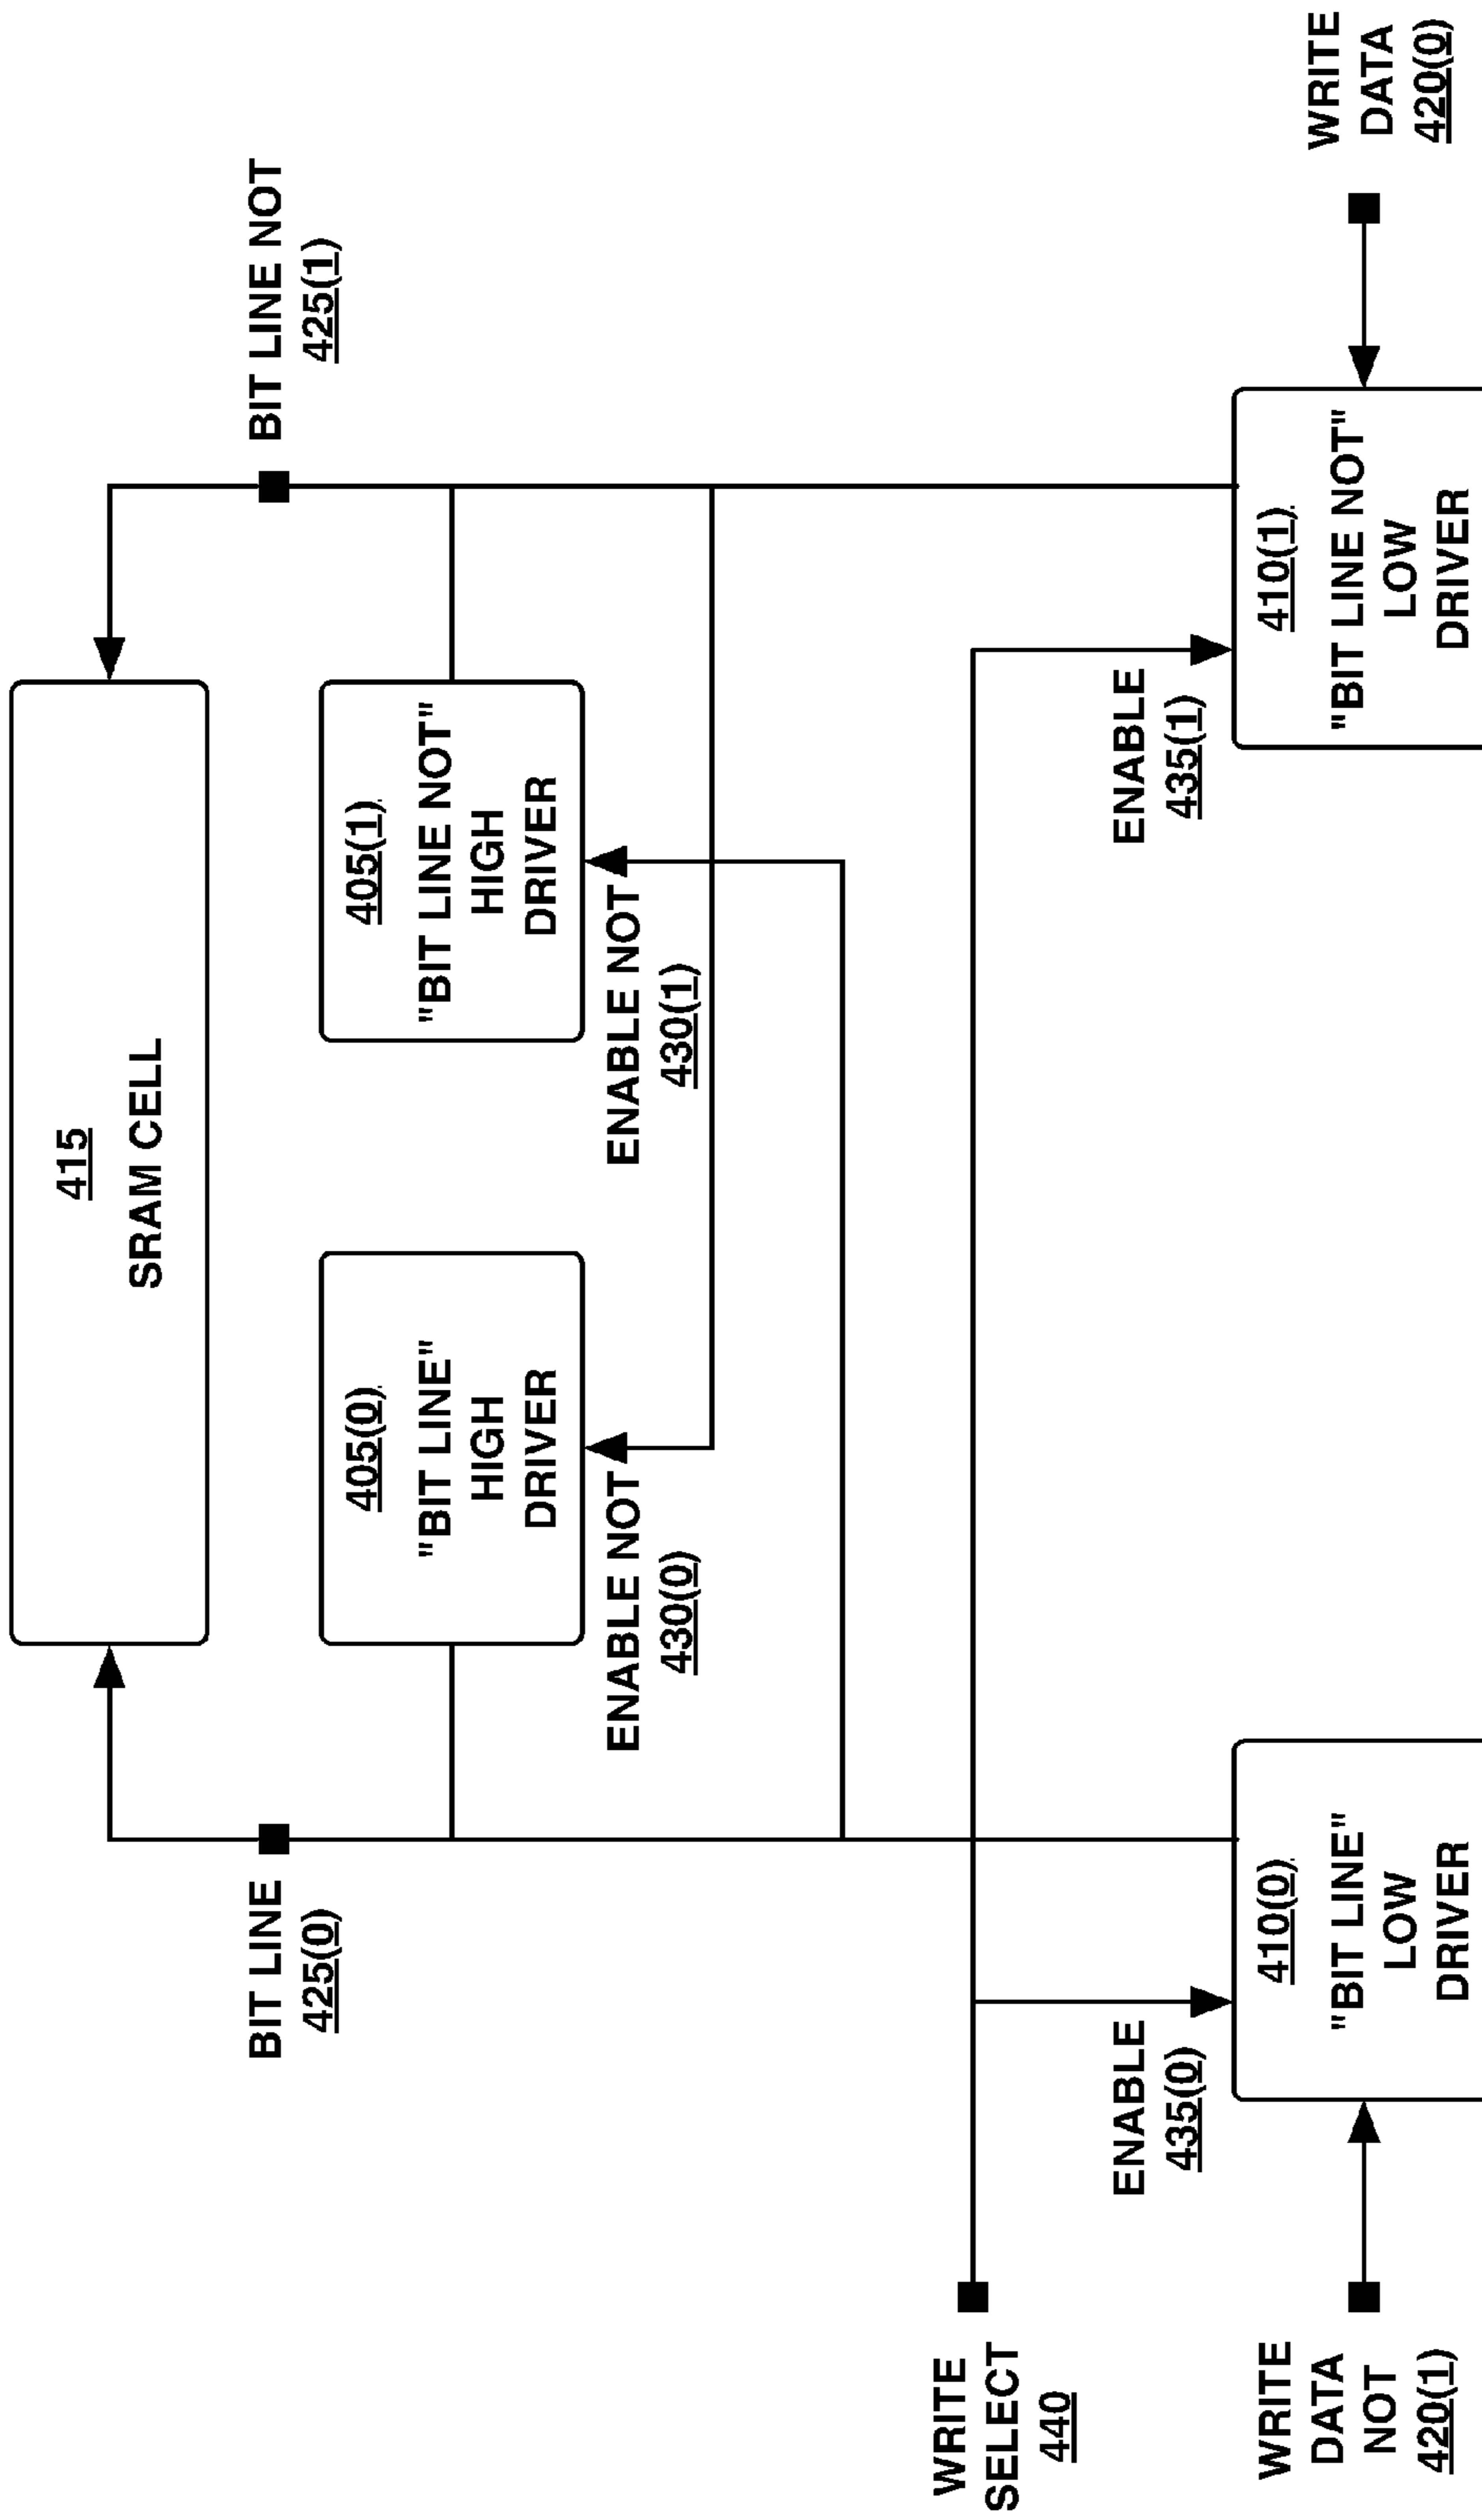 415
SRAM CELL
BIT LINE
425(0)
BIT LINE NOT
425(1)
405(0)
"BIT LINE"
HIGH
DRIVER
405(1)
"BIT LINE NOT"
HIGH
DRIVER
ENABLE NOT
430(0)
ENABLE NOT
430(1)
WRITE
SELECT
440
ENABLE
435(0)
ENABLE
435(1)
WRITE
DATA
NOT
420(1)
410(0)
"BIT LINE"
LOW
DRIVER
410(1)
"BIT LINE NOT"
LOW
DRIVER
WRITE
DATA
420(0)